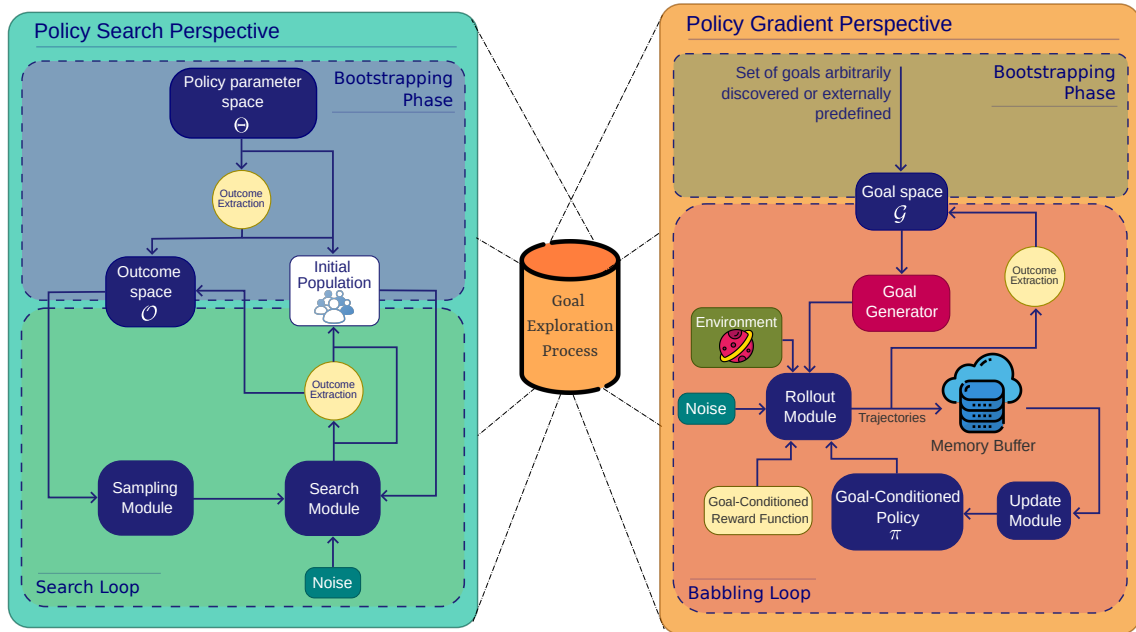 Policy Search Perspective
Bootstrapping
Phase
Policy parameter
space
Θ
Outcome
Extraction
Outcome
space
𝒪
Initial
Population
Outcome
Extraction
Sampling
Module
Search
Module
Noise
Search Loop
Goal
Exploration
Process
Policy Gradient Perspective
Set of goals arbitrarily
discovered or externally
predefined
Bootstrapping
Phase
Goal space
𝒢
Outcome
Extraction
Goal
Generator
Environment
Rollout
Module
Noise
Trajectories
Memory Buffer
Goal-Conditioned
Reward Function
Goal-Conditioned
Policy
π
Update
Module
Babbling Loop